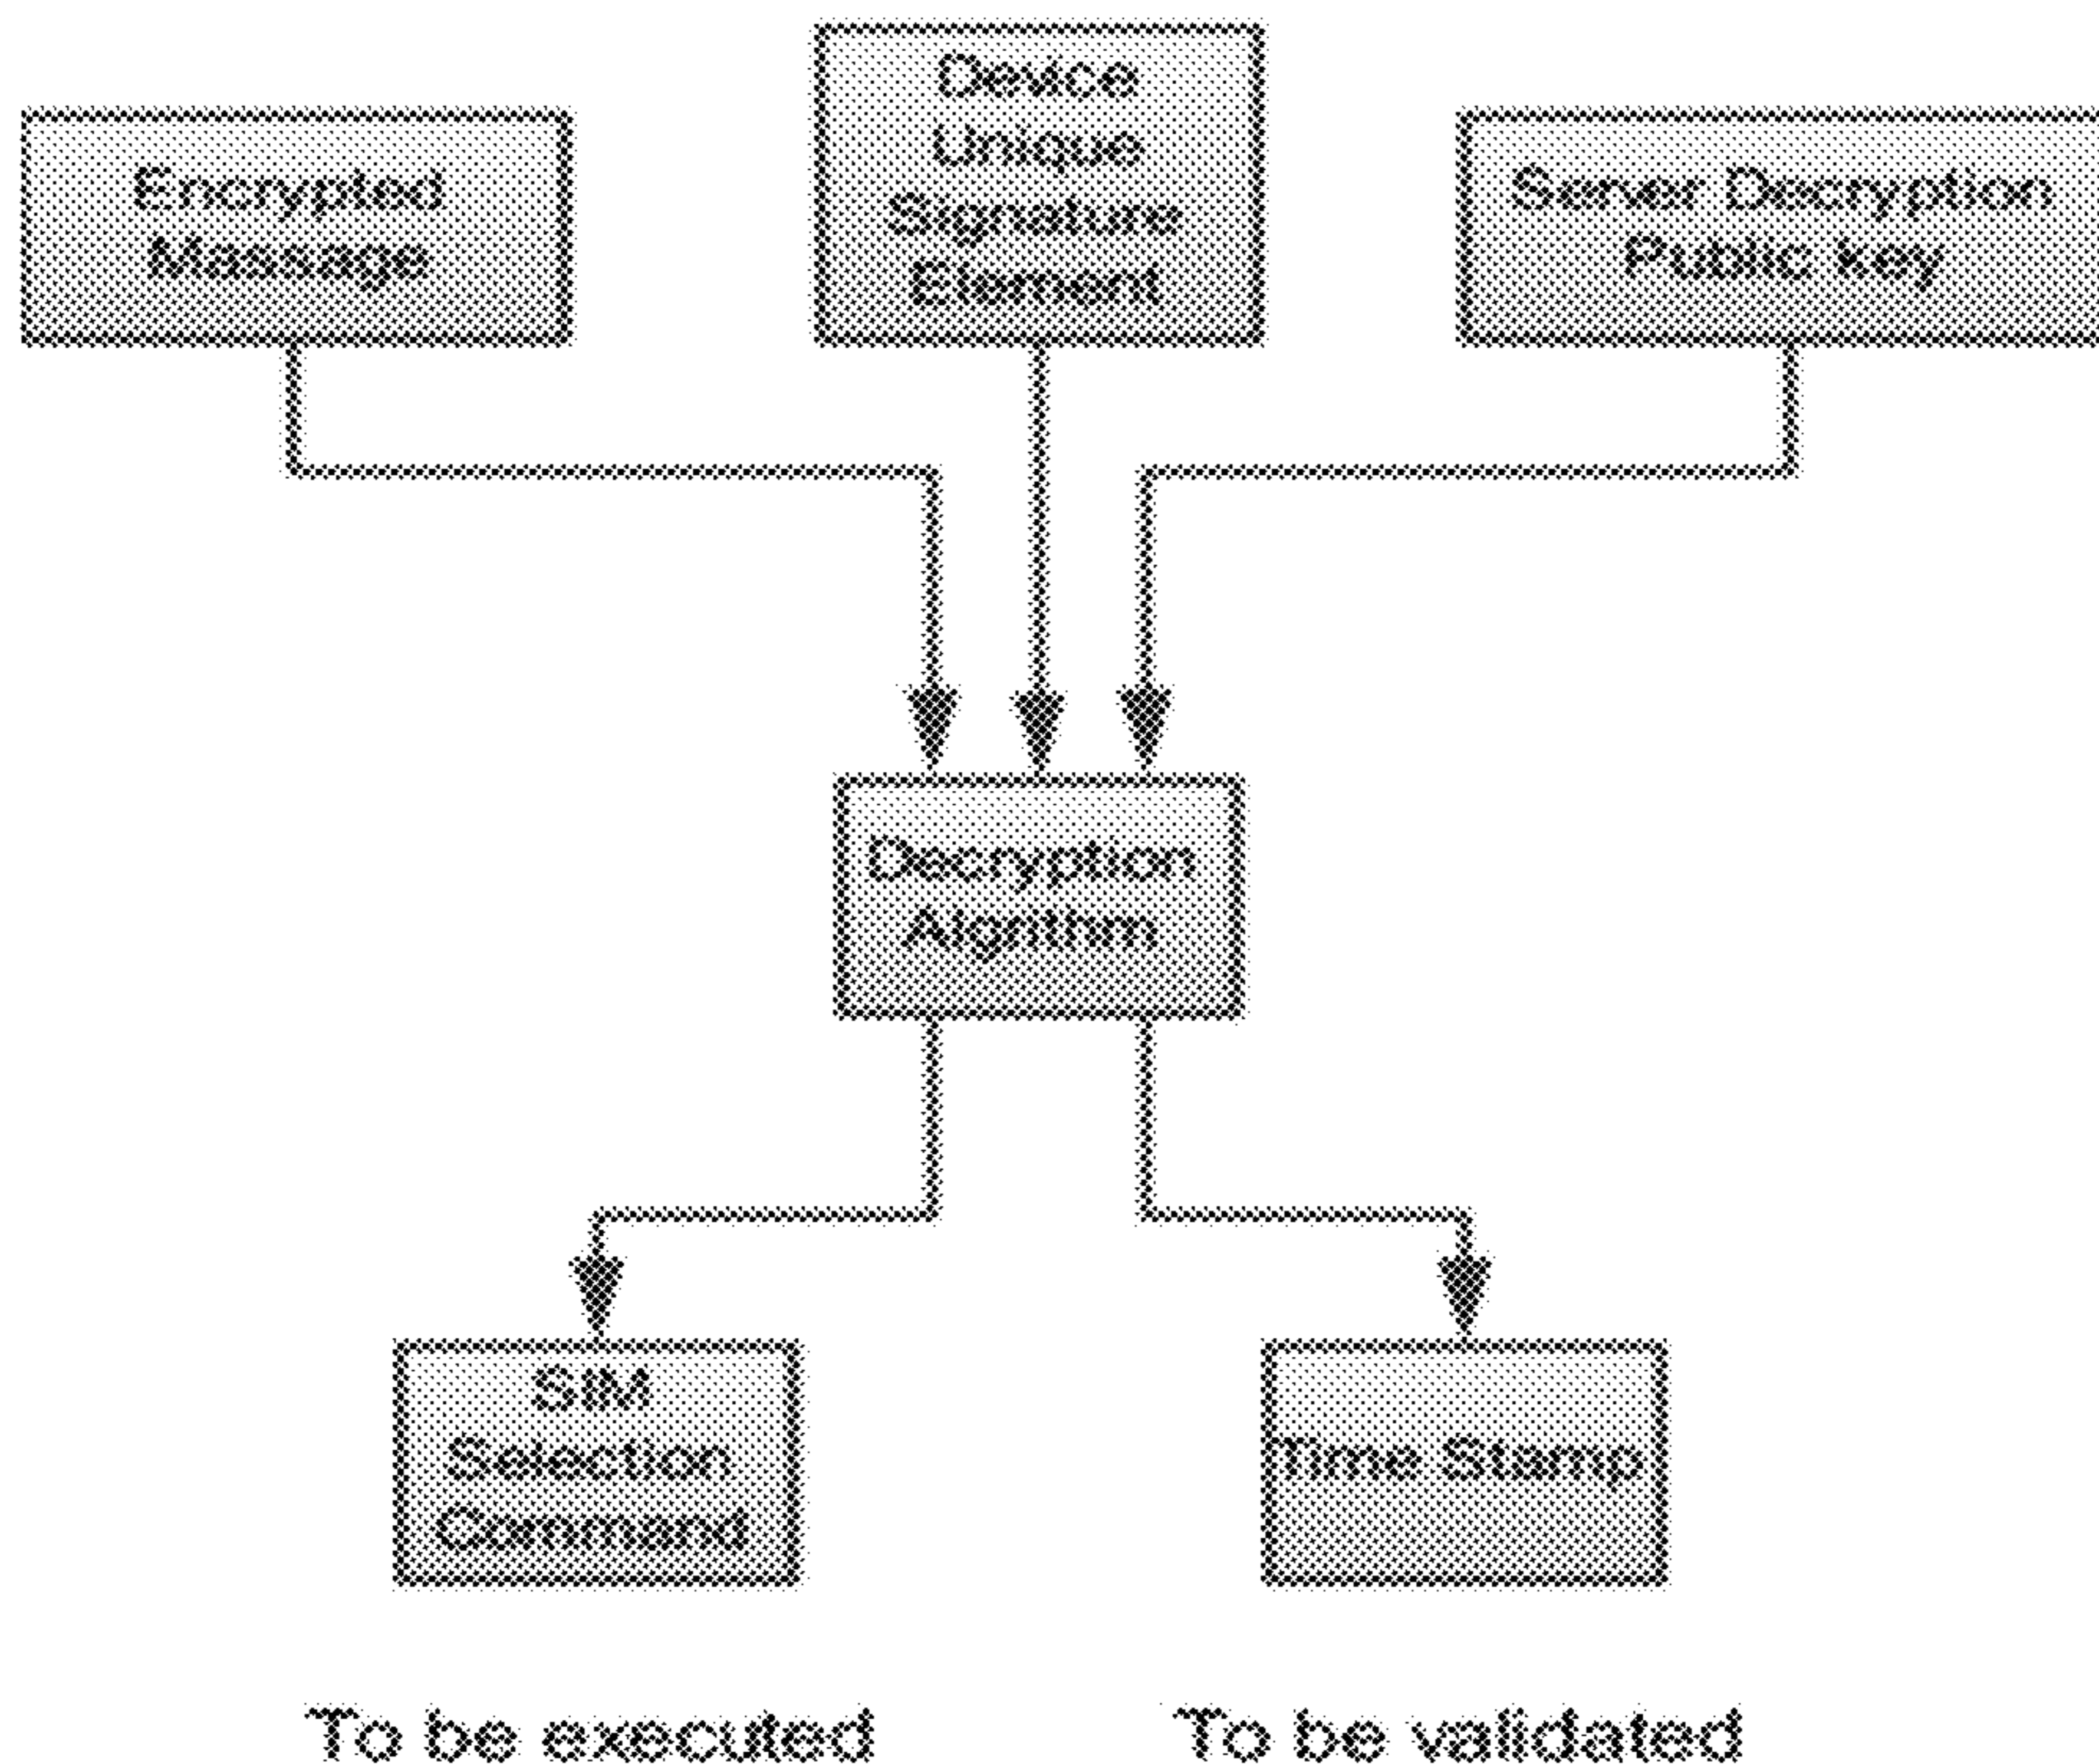 Encrypted
Massage
Device
Unique
Signature
Element
Server Decryption
Public key
Decryption
Algrithm
SIM
Selection
Command
Time Stamp
To be executed
To be validated